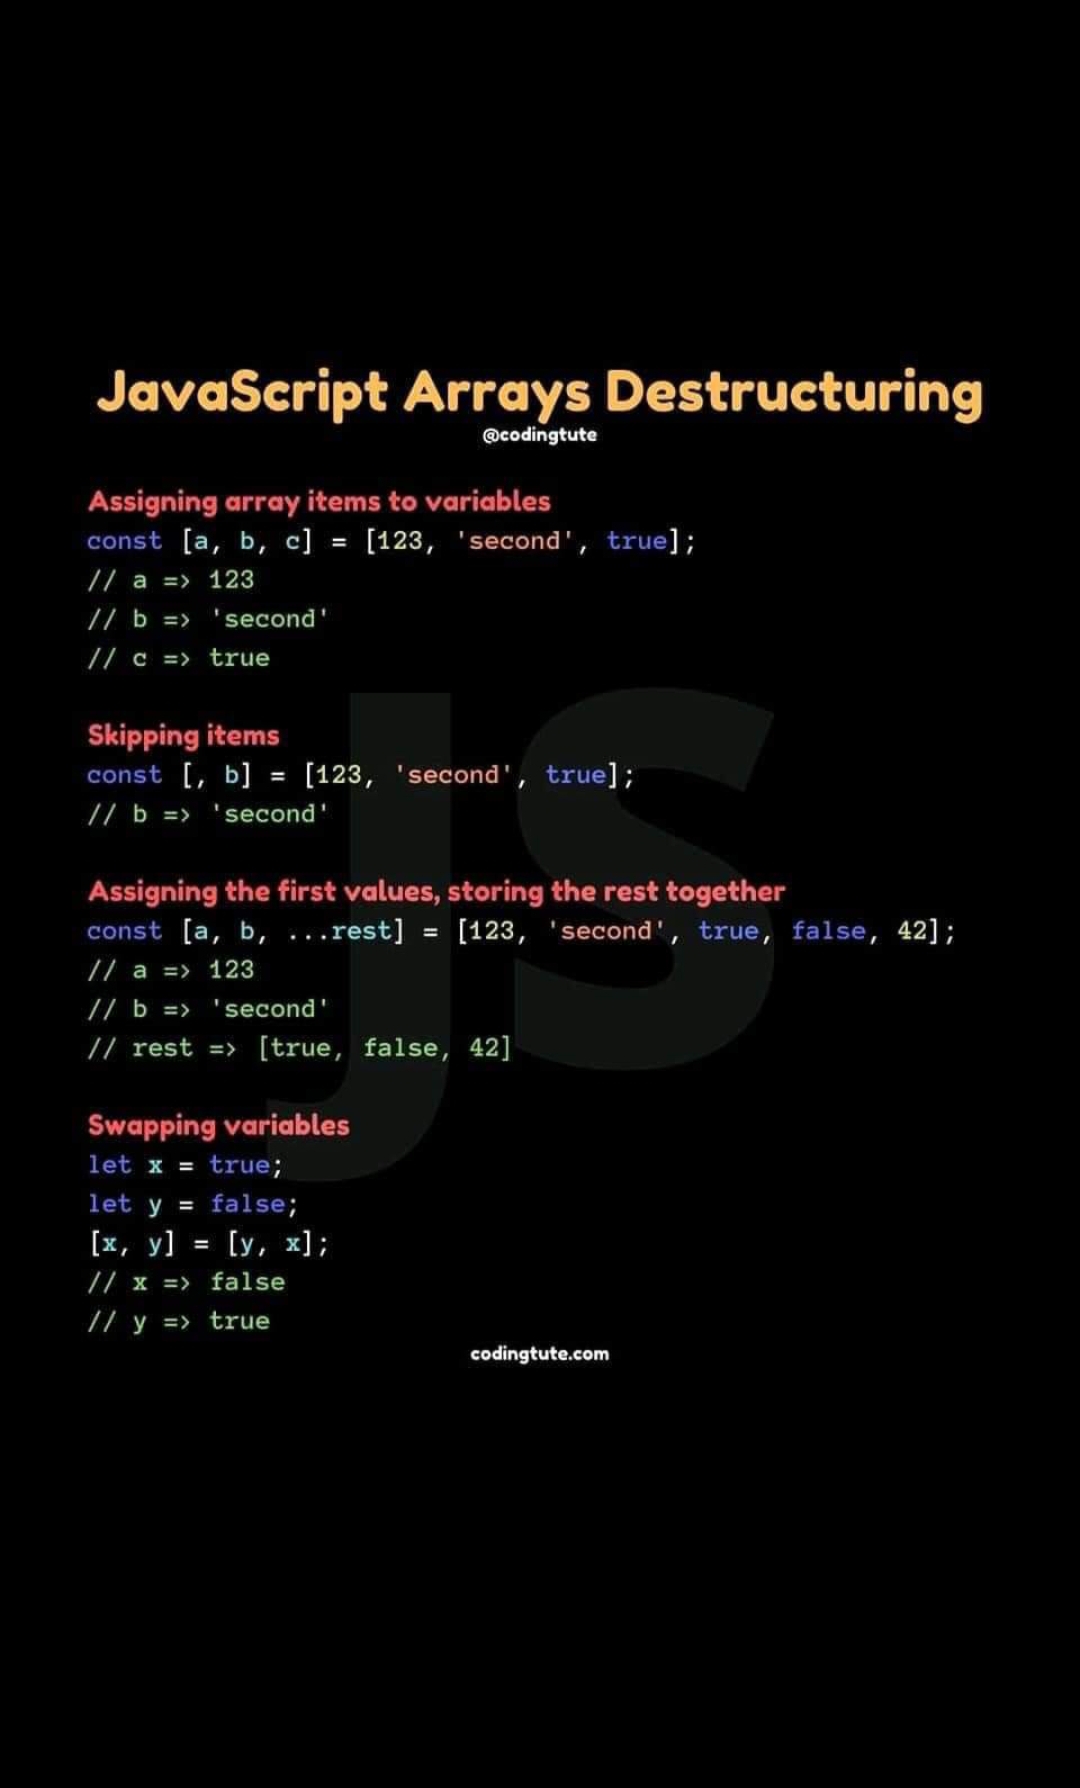 JavaScript Arrays Destructuring
@codingtute
Assigning array items to variables
const [a, b, c] = [123, 'second', true];
// a => 123
// b => 'second'
// c => true
Skipping items
const [, b] = [123, 'second', true];
// b => 'second'
Assigning the first values, storing the rest together
const [a, b, ...rest] = [123, 'second', true, false, 42];
// a => 123
// b => 'second'
// rest => [true, false, 42]
Swapping variables
let x = true;
let y = false;
[x, y] = [y, x];
// x => false
// y => true
codingtute.com
JS